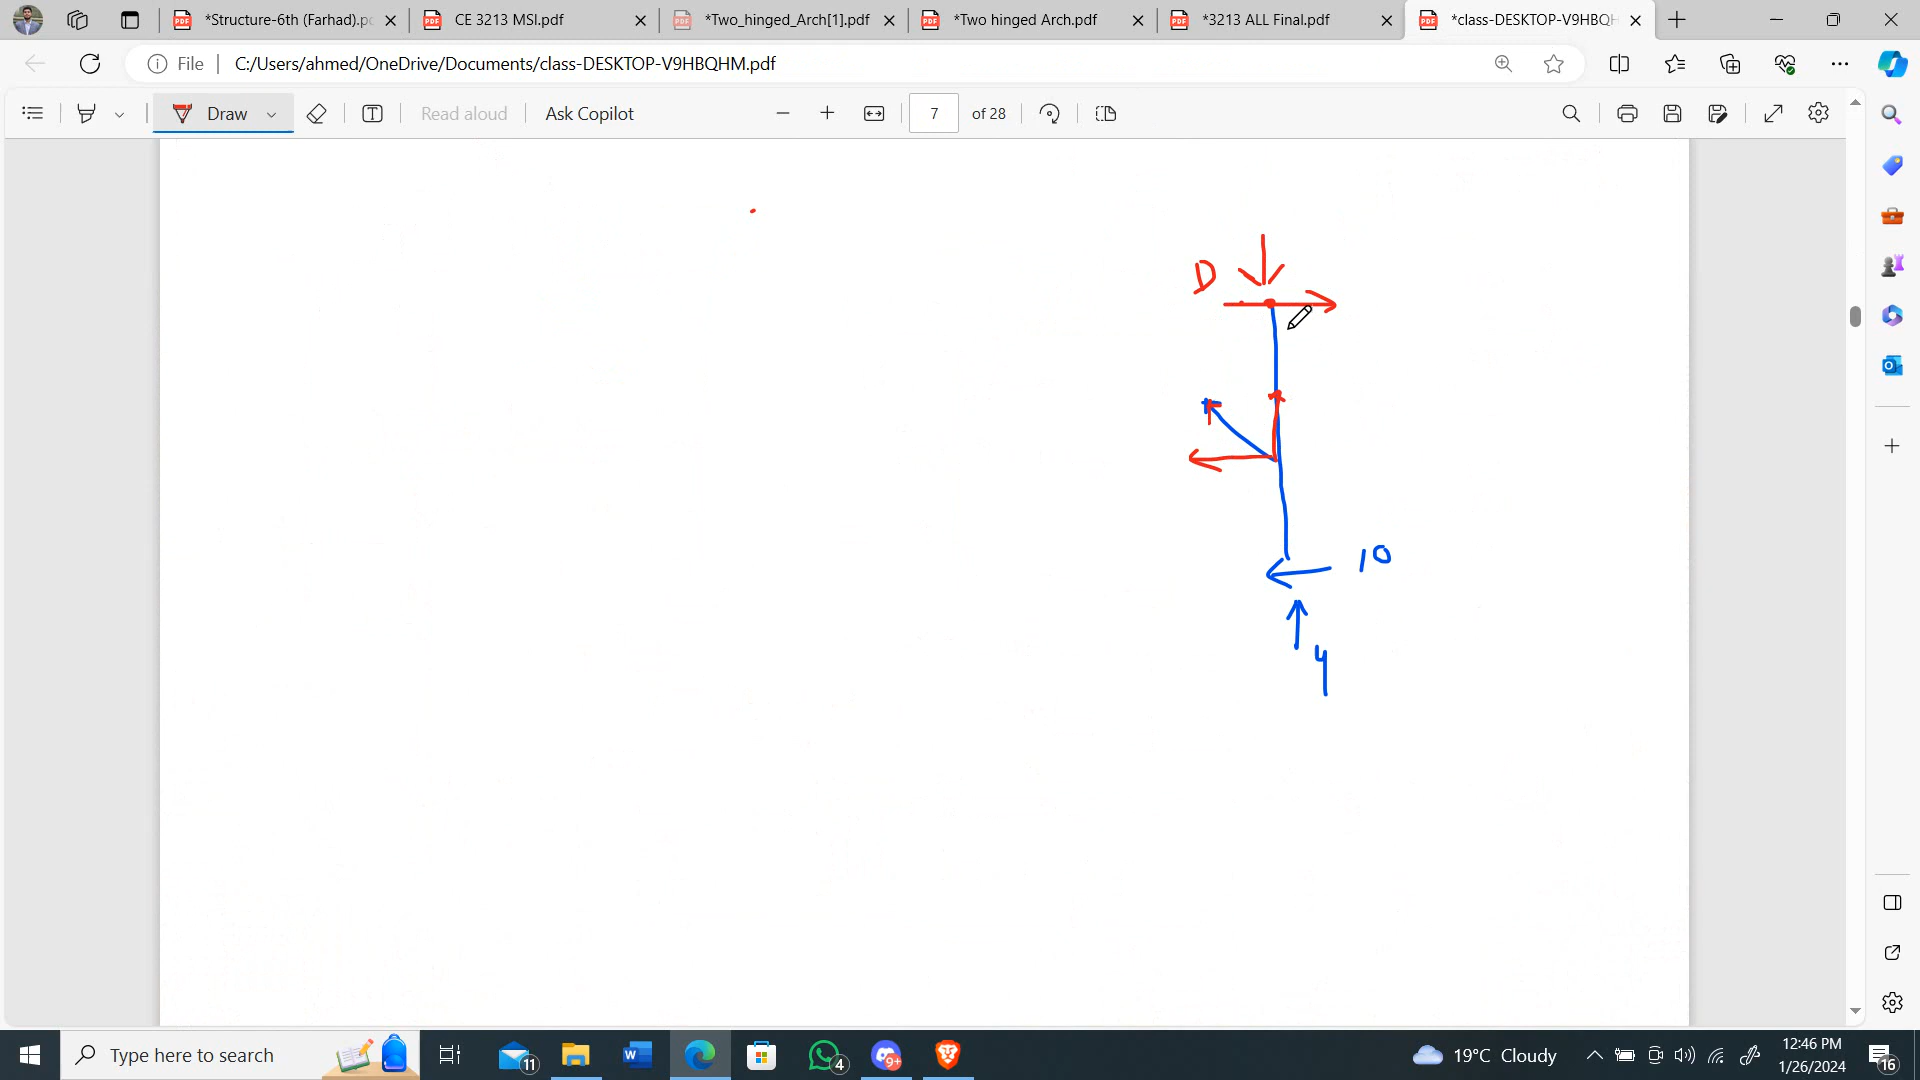 *Structure-6th (Farhad).pc
CE 3213 MSI.pdf
*Two_hinged_Arch[1].pdf
*Two hinged Arch.pdf
*3213 ALL Final.pdf
*class-DESKTOP-V9HBQH
File
C:/Users/ahmed/OneDrive/Documents/class-DESKTOP-V9HBQHM.pdf
Draw
Read aloud
Ask Copilot
7
of 28
D
10
4
Type here to search
11
4
9+
19°C Cloudy
12:46 PM
1/26/2024
16